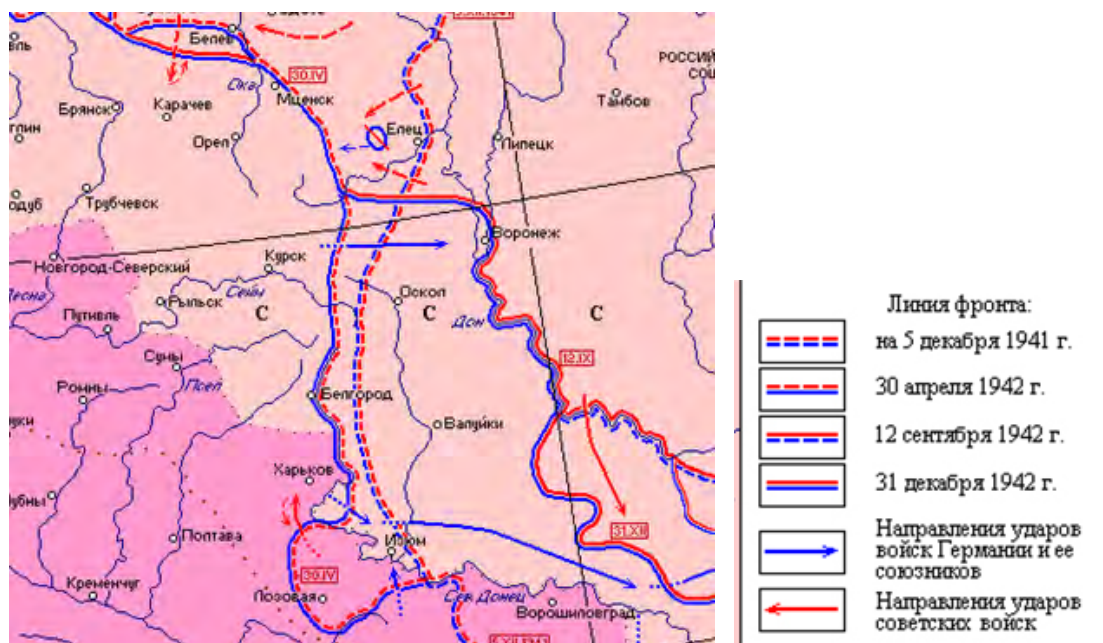 Белев
30.IV
Ока
Мценск
РОССИЙ
Брянск
Карачев
Тамбов
Орел
Елец
Липецк
Трубчевск
Воронеж
Курск
Новгород-Северский
Рыльск
Сейм
Оскол
С
С
С
Дон
Путивль
Сумы
12.IX
Ромны
Псел
Белгород
Валуйки
Харьков
Полтава
Изюм
31.XII
30.IV
Кременчуг
Лозовая
Сев. Донец
Ворошиловград
Линия фронта:
на 5 декабря 1941 г.
30 апреля 1942 г.
12 сентября 1942 г.
31 декабря 1942 г.
Направления ударов
войск Германии и ее
союзников
Направления ударов
советских войск